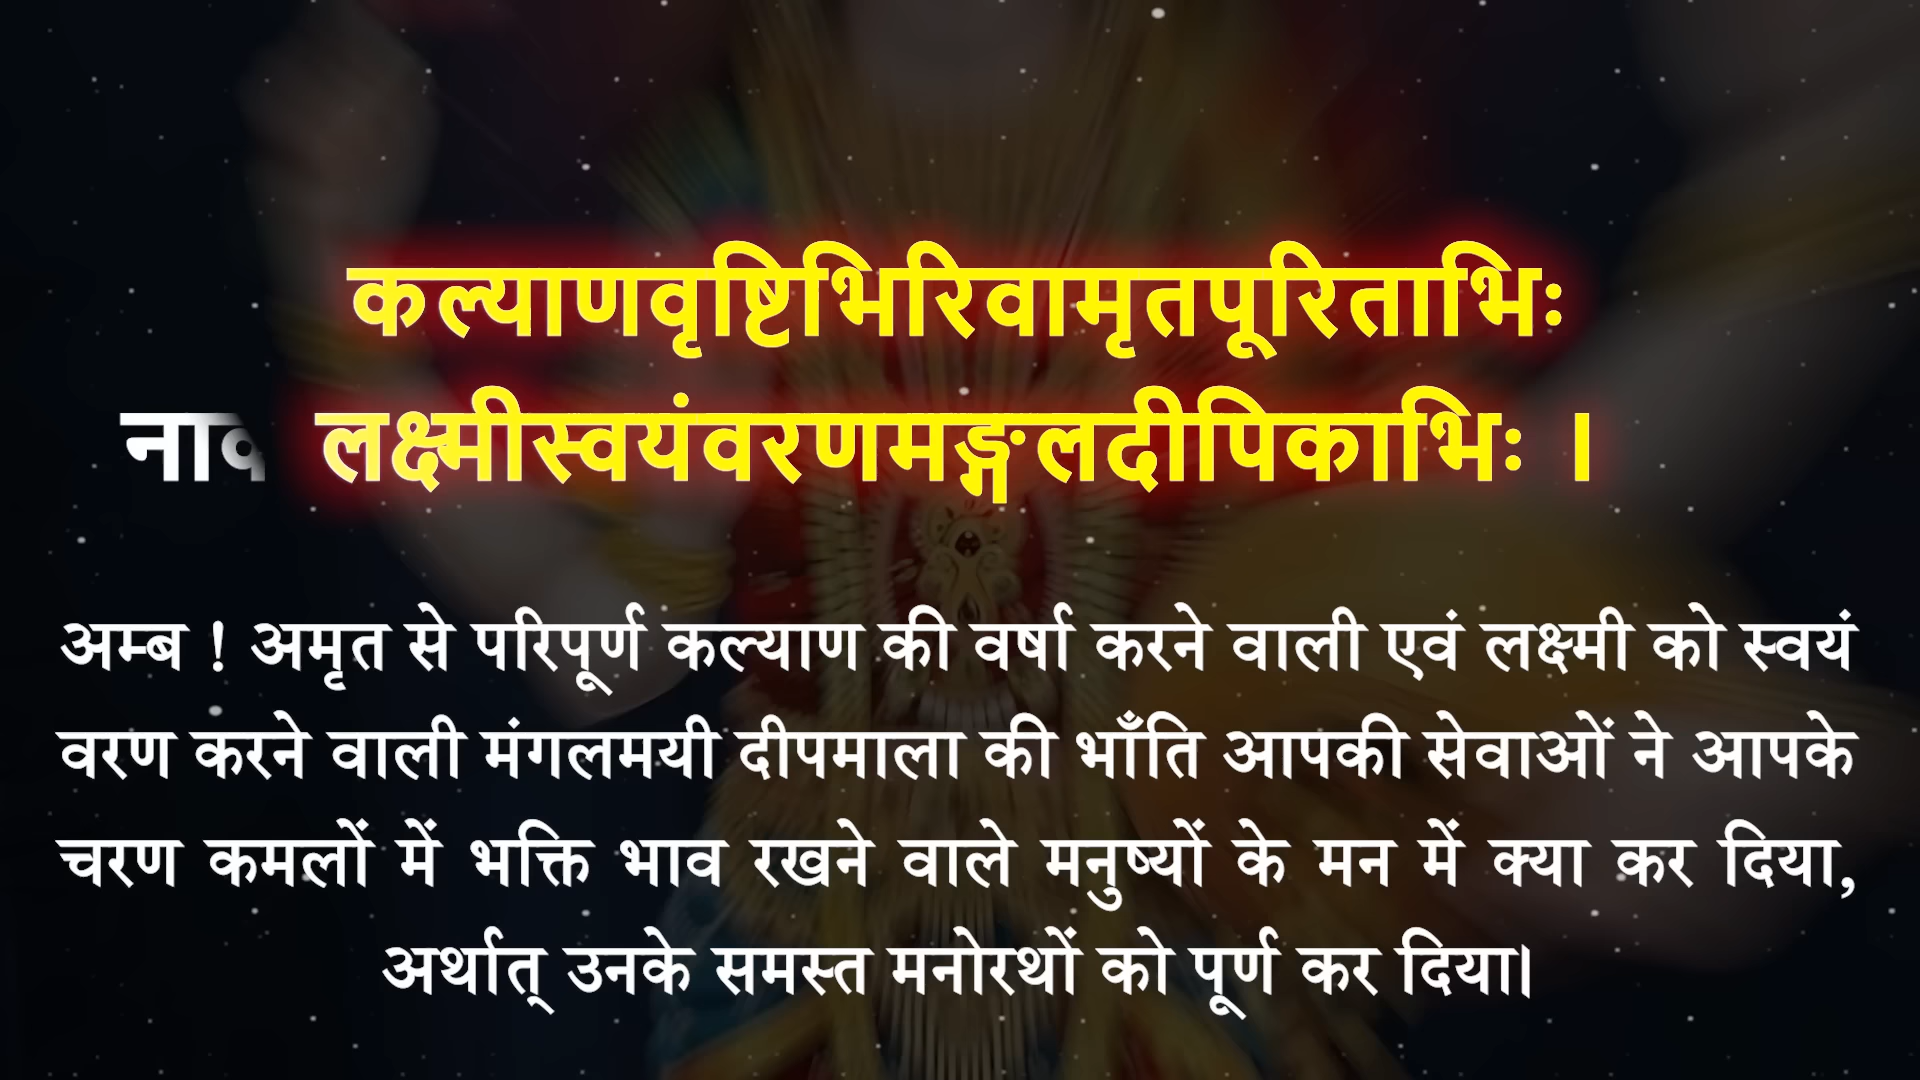 कल्याणवृष्टिभिरिवामृतपूरिताभिः
लक्ष्मीस्वयंवरणमङ्गलदीपिकाभिः ।
अम्ब ! अमृत से परिपूर्ण कल्याण की वर्षा करने वाली एवं लक्ष्मी को स्वयं
वरण करने वाली मंगलमयी दीपमाला की भाँति आपकी सेवाओं ने आपके
चरण कमलों में भक्ति भाव रखने वाले मनुष्यों के मन में क्या कर दिया,
अर्थात् उनके समस्त मनोरथों को पूर्ण कर दिया।